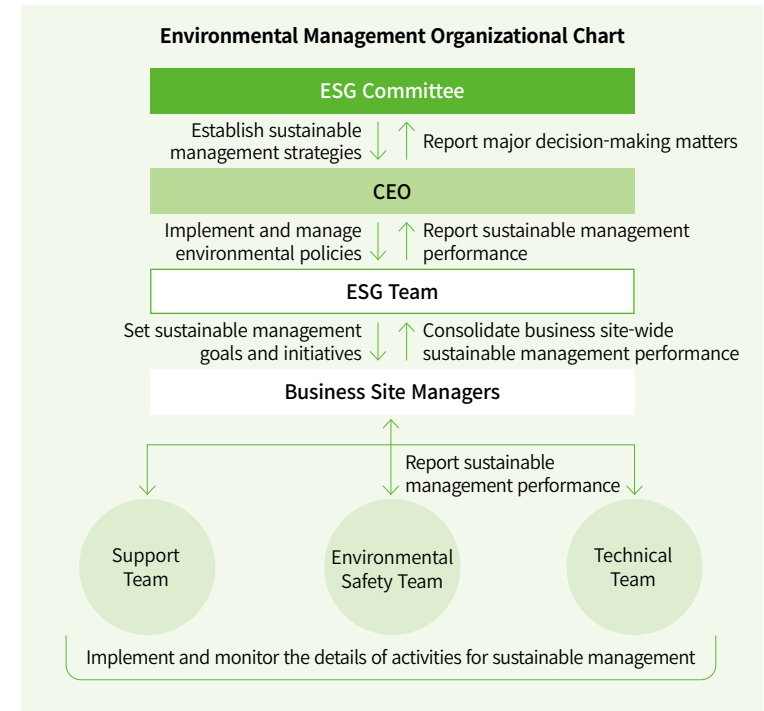 Environmental Management Organizational Chart
ESG Committee
Establish sustainable
management strategies
Report major decision-making matters
CEO
Implement and manage
environmental policies
Report sustainable management
performance
ESG Team
Set sustainable management
goals and initiatives
Consolidate business site-wide
sustainable management performance
Business Site Managers
Report sustainable
management performance
Support
Team
Environmental
Safety Team
Technical
Team
Implement and monitor the details of activities for sustainable management